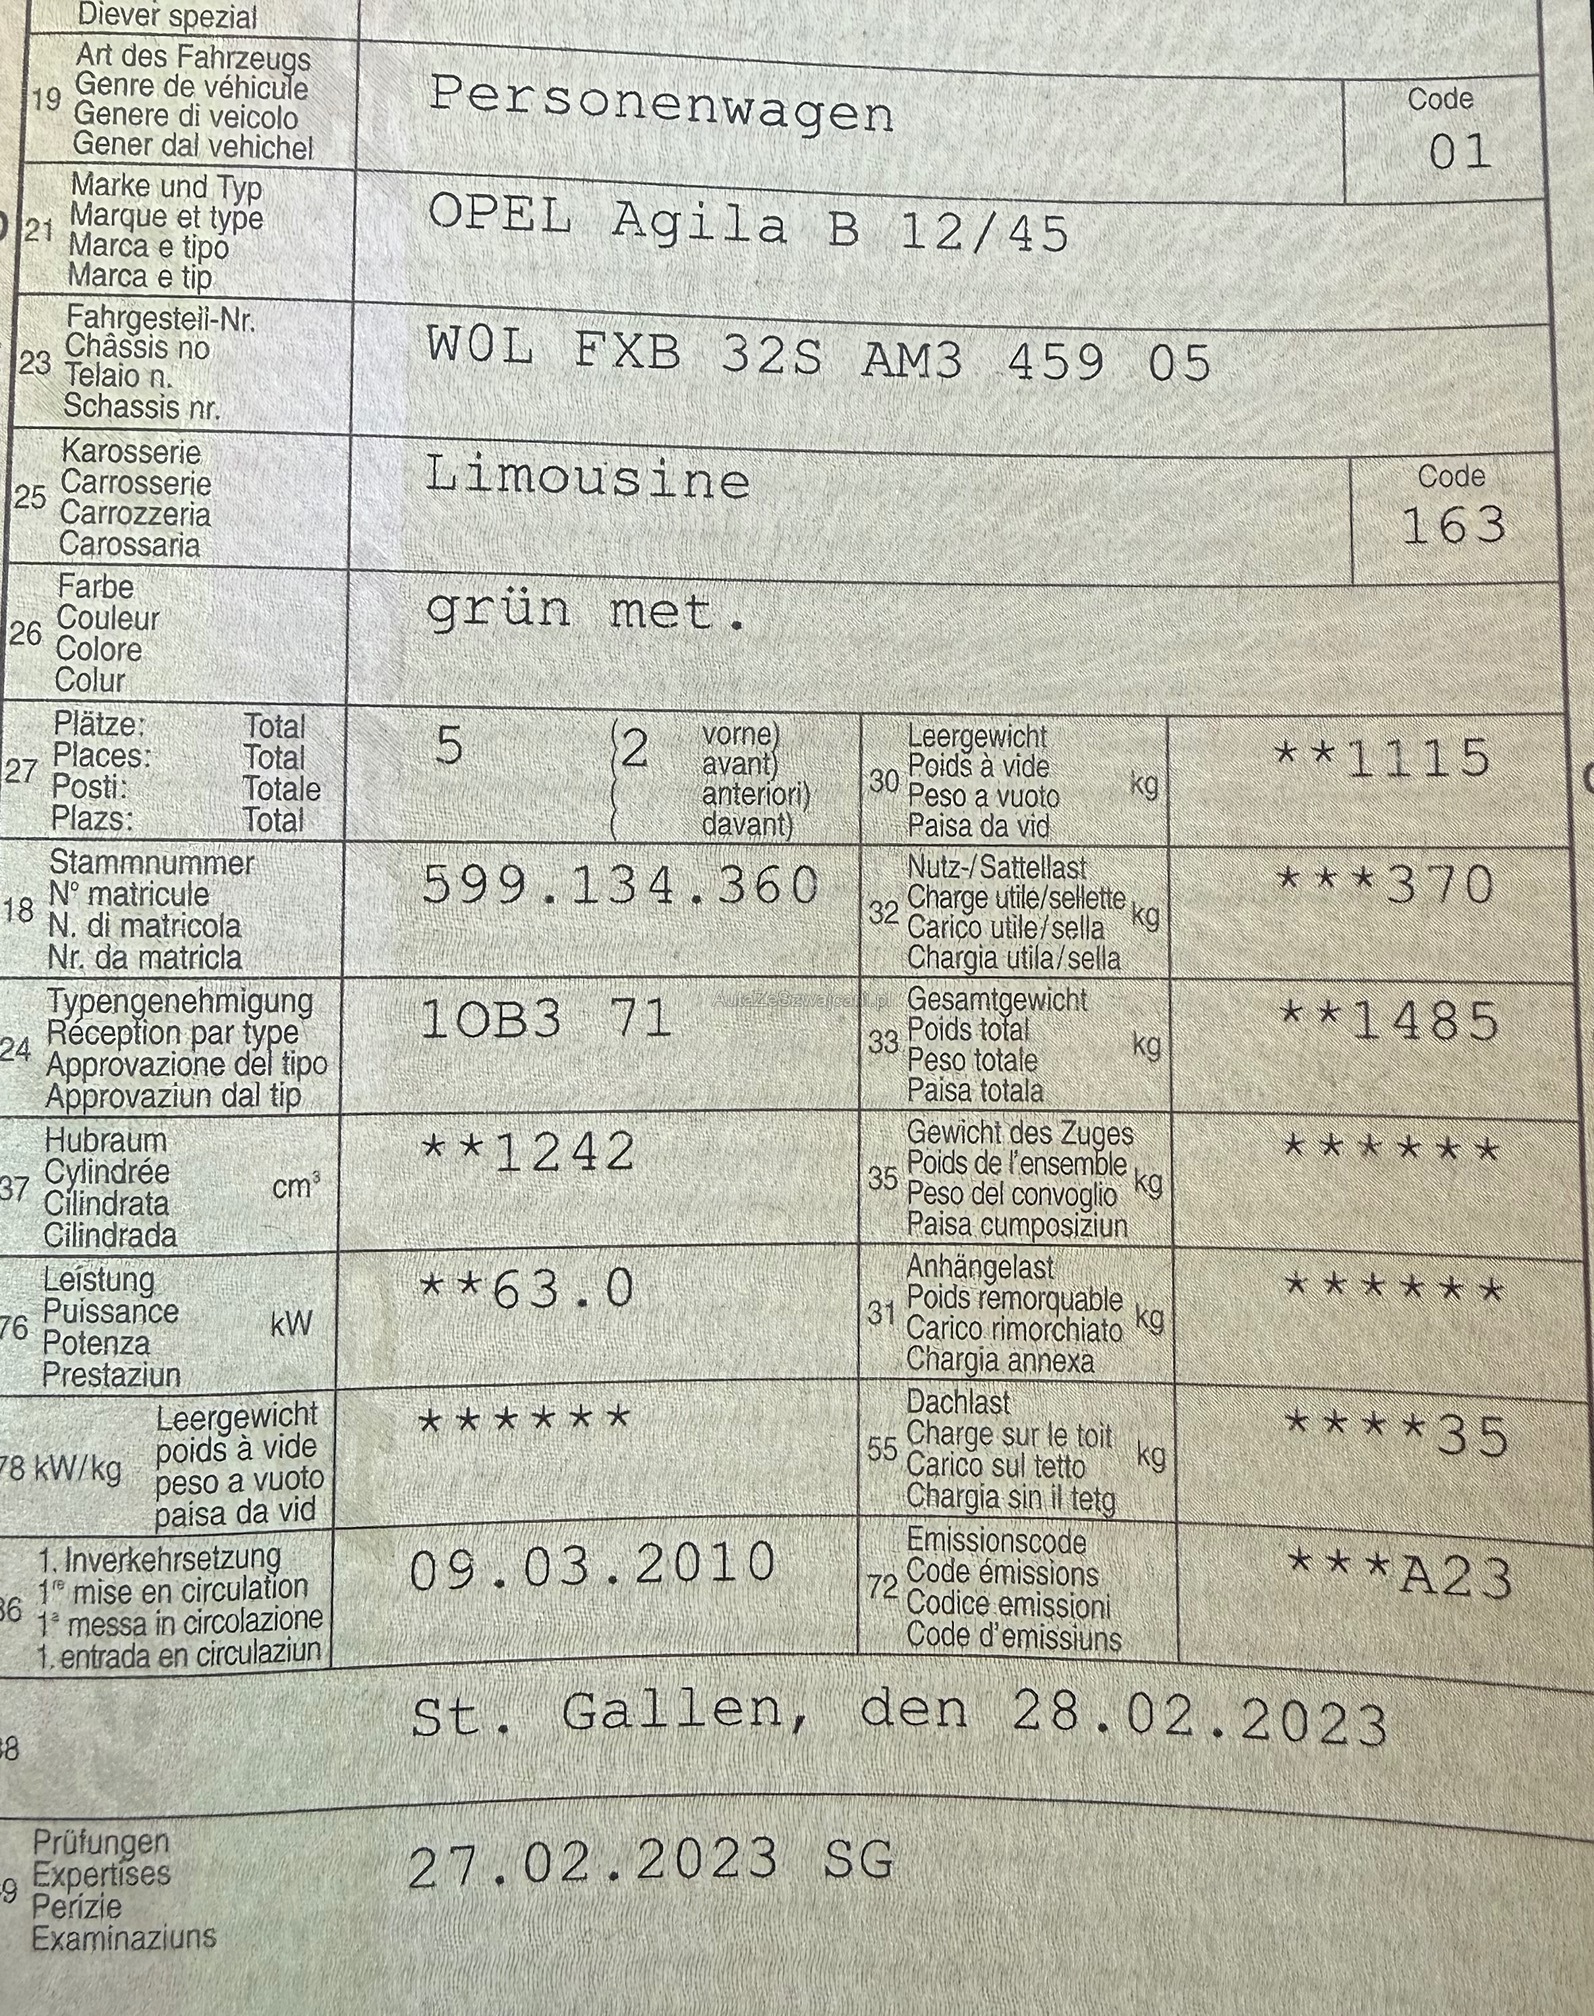 Diever spezial
19 Art des Fahrzeugs
Genre de véhicule
Genere di veicolo
Gener dal vehichel
Personenwagen
Code
01
21 Marke und Typ
Marque et type
Marca e tipo
Marca e tip
OPEL Agila B 12/45
23 Fahrgestell-Nr.
Châssis no
Telaio n.
Schassis nr.
W0L FXB 32S AM3 459 05
25 Karosserie
Carrosserie
Carrozzeria
Carossaria
Limousine
Code
163
26 Farbe
Couleur
Colore
Colur
grün met.
27 Plätze: Total
Places: Total
Posti: Totale
Plazs: Total
5 (2 vorne)
( avant)
( anteriori)
( davant)
30 Leergewicht
Poids à vide
Peso a vuoto
Paisa da vid
kg
**1115
18 Stammnummer
N° matricule
N. di matricola
Nr. da matricla
599.134.360
32 Nutz-/Sattellast
Charge utile/sellette
Carico utile/sella
Chargia utila/sella
kg
***370
24 Typengenehmigung
Réception par type
Approvazione del tipo
Approvaziun dal tip
1OB3 71
AutaZeSzwajcarii.pl
33 Gesamtgewicht
Poids total
Peso totale
Paisa totala
kg
**1485
37 Hubraum
Cylindrée
Cilindrata
Cilindrada
cm³
**1242
35 Gewicht des Zuges
Poids de l'ensemble
Peso del convoglio
Paisa cumposiziun
kg
******
76 Leistung
Puissance
Potenza
Prestaziun
kW
**63.0
31 Anhängelast
Poids remorquable
Carico rimorchiato
Chargia annexa
kg
******
78 kW/kg
Leergewicht
poids à vide
peso a vuoto
paisa da vid
******
55 Dachlast
Charge sur le toit
Carico sul tetto
Chargia sin il tetg
kg
****35
36 1. Inverkehrsetzung
1re mise en circulation
1a messa in circolazione
1. entrada en circulaziun
09.03.2010
72 Emissionscode
Code émissions
Codice emissioni
Code d'emissiuns
***A23
38
St. Gallen, den 28.02.2023
9 Prüfungen
Expertises
Perizie
Examinaziuns
27.02.2023 SG